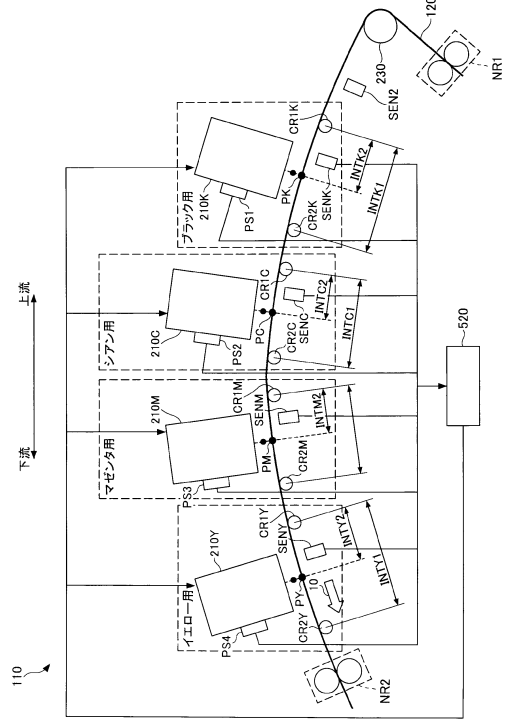 110
下流
上流
イエロー用
マゼンタ用
シアン用
ブラック用
210Y
210M
210C
210K
PS4
PS3
PS2
PS1
PY
PM
PC
PK
10
CR2Y
CR1Y
SENY
CR2M
CR1M
SENM
CR2C
CR1C
SENC
CR2K
CR1K
SENK
SEN2
INTY2
INTY1
INTM2
INTC2
INTC1
INTK2
INTK1
230
120
NR1
NR2
520